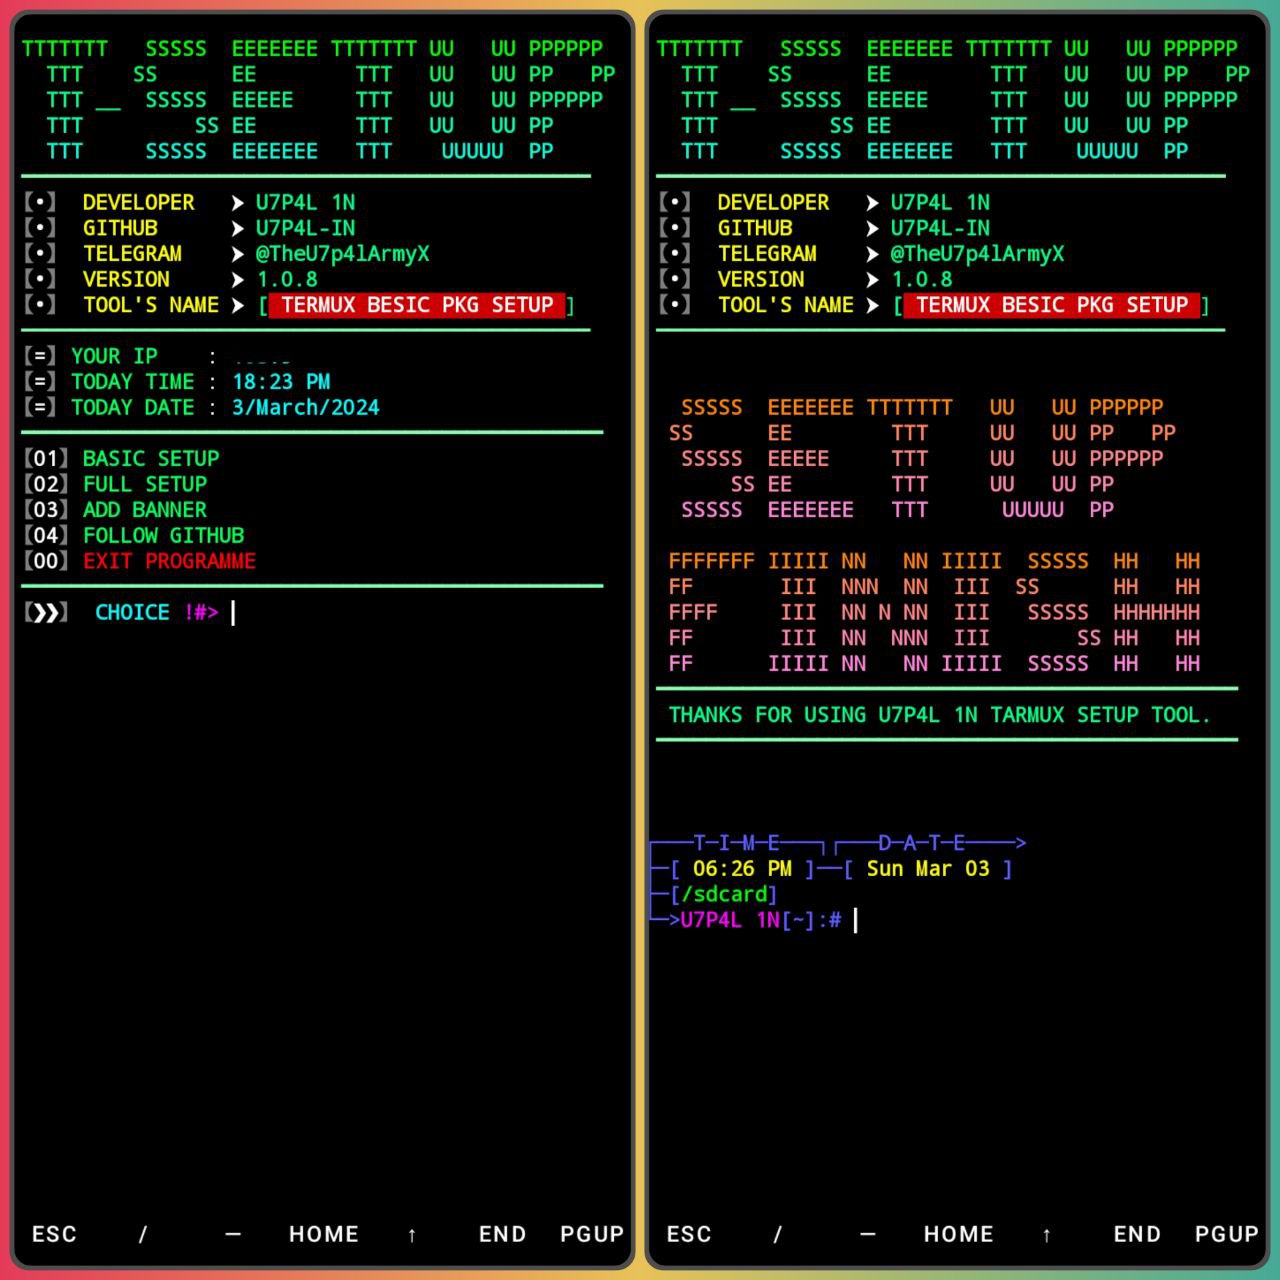 TTTTTTT   SSSSS  EEEEEEE TTTTTTT UU   UU PPPPPP
  TTT    SS      EE        TTT   UU   UU PP   PP
  TTT __  SSSSS  EEEEE     TTT   UU   UU PPPPPP
  TTT         SS EE        TTT   UU   UU PP
  TTT     SSSSS  EEEEEEE   TTT    UUUUU  PP
【•】 DEVELOPER ➤ U7P4L 1N
【•】 GITHUB ➤ U7P4L-IN
【•】 TELEGRAM ➤ @TheU7p4lArmyX
【•】 VERSION ➤ 1.0.8
【•】 TOOL'S NAME ➤ [ TERMUX BESIC PKG SETUP ]
【=】 YOUR IP :
【=】 TODAY TIME : 18:23 PM
【=】 TODAY DATE : 3/March/2024
【01】 BASIC SETUP
【02】 FULL SETUP
【03】 ADD BANNER
【04】 FOLLOW GITHUB
【00】 EXIT PROGRAMME
【❯❯】 CHOICE !#>
ESC / — HOME ↑ END PGUP
TTTTTTT   SSSSS  EEEEEEE TTTTTTT UU   UU PPPPPP
  TTT    SS      EE        TTT   UU   UU PP   PP
  TTT __  SSSSS  EEEEE     TTT   UU   UU PPPPPP
  TTT         SS EE        TTT   UU   UU PP
  TTT     SSSSS  EEEEEEE   TTT    UUUUU  PP
【•】 DEVELOPER ➤ U7P4L 1N
【•】 GITHUB ➤ U7P4L-IN
【•】 TELEGRAM ➤ @TheU7p4lArmyX
【•】 VERSION ➤ 1.0.8
【•】 TOOL'S NAME ➤ [ TERMUX BESIC PKG SETUP ]
 SSSSS  EEEEEEE TTTTTTT   UU   UU PPPPPP
SS      EE        TTT     UU   UU PP   PP
 SSSSS  EEEEE     TTT     UU   UU PPPPPP
     SS EE        TTT     UU   UU PP
 SSSSS  EEEEEEE   TTT      UUUUU  PP
FFFFFFF IIIII NN   NN IIIII  SSSSS  HH   HH
FF       III  NNN  NN  III  SS      HH   HH
FFFF     III  NN N NN  III   SSSSS  HHHHHHH
FF       III  NN  NNN  III       SS HH   HH
FF      IIIII NN   NN IIIII  SSSSS  HH   HH
THANKS FOR USING U7P4L 1N TARMUX SETUP TOOL.
┌───T─I─M─E───┐┌───D─A─T─E────>
├─[ 06:26 PM ]──[ Sun Mar 03 ]
├─[/sdcard]
└─>U7P4L 1N[~]:#
ESC / — HOME ↑ END PGUP